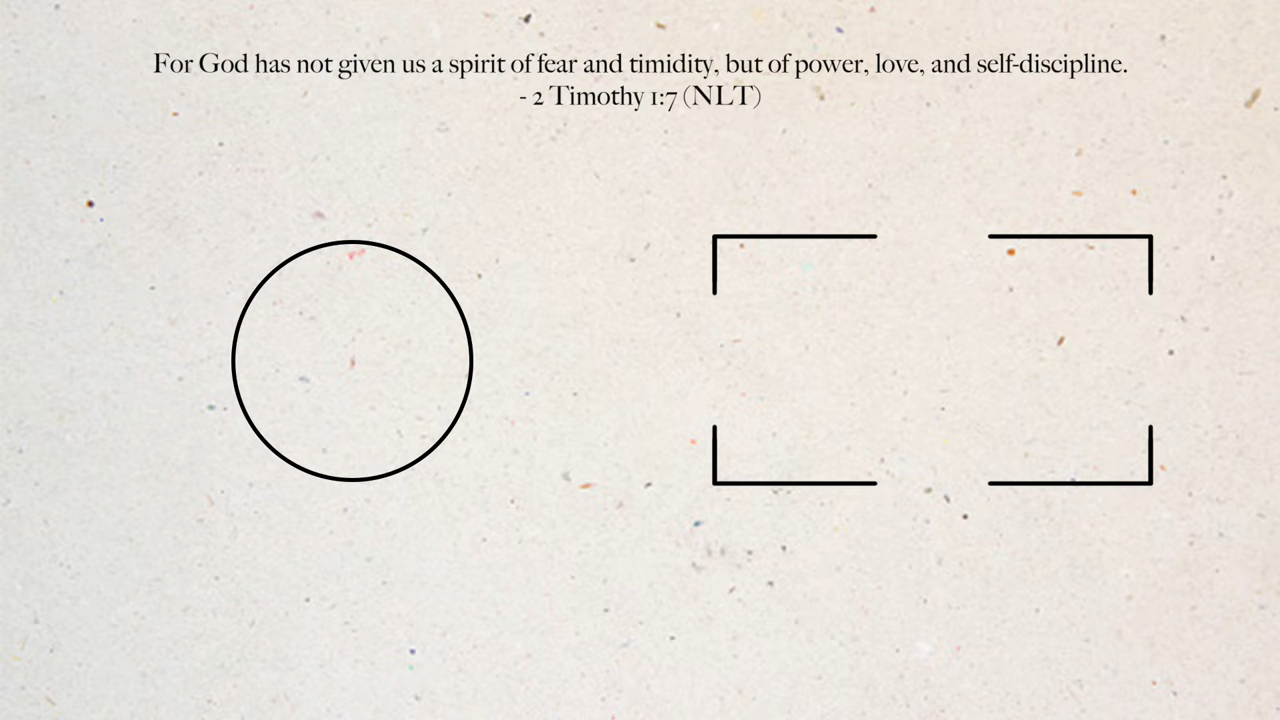 For God has not given us a spirit of fear and timidity, but of power, love, and self-discipline.
- 2 Timothy 1:7 (NLT)